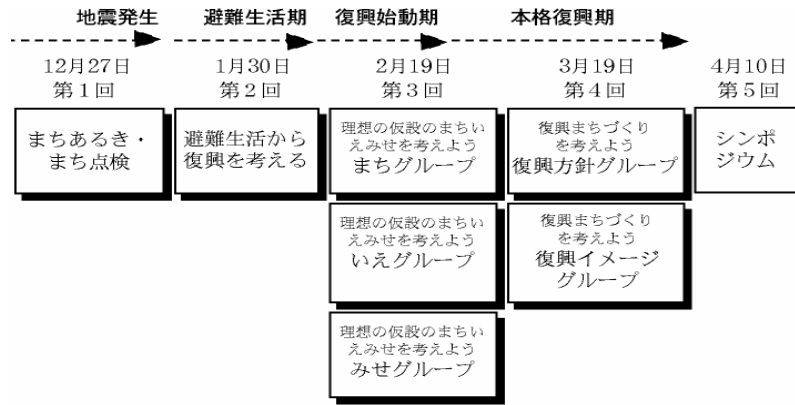 地震発生
避難生活期
復興始動期
本格復興期
12月27日
第1回
1月30日
第2回
2月19日
第3回
3月19日
第4回
4月10日
第5回
まちあるき・
まち点検
避難生活から
復興を考える
理想の仮設のまちい
えみせを考えよう
まちグループ
復興まちづくり
を考えよう
復興方針グループ
シンポ
ジウム
理想の仮設のまちい
えみせを考えよう
いえグループ
復興まちづくり
を考えよう
復興イメージ
グループ
理想の仮設のまちい
えみせを考えよう
みせグループ